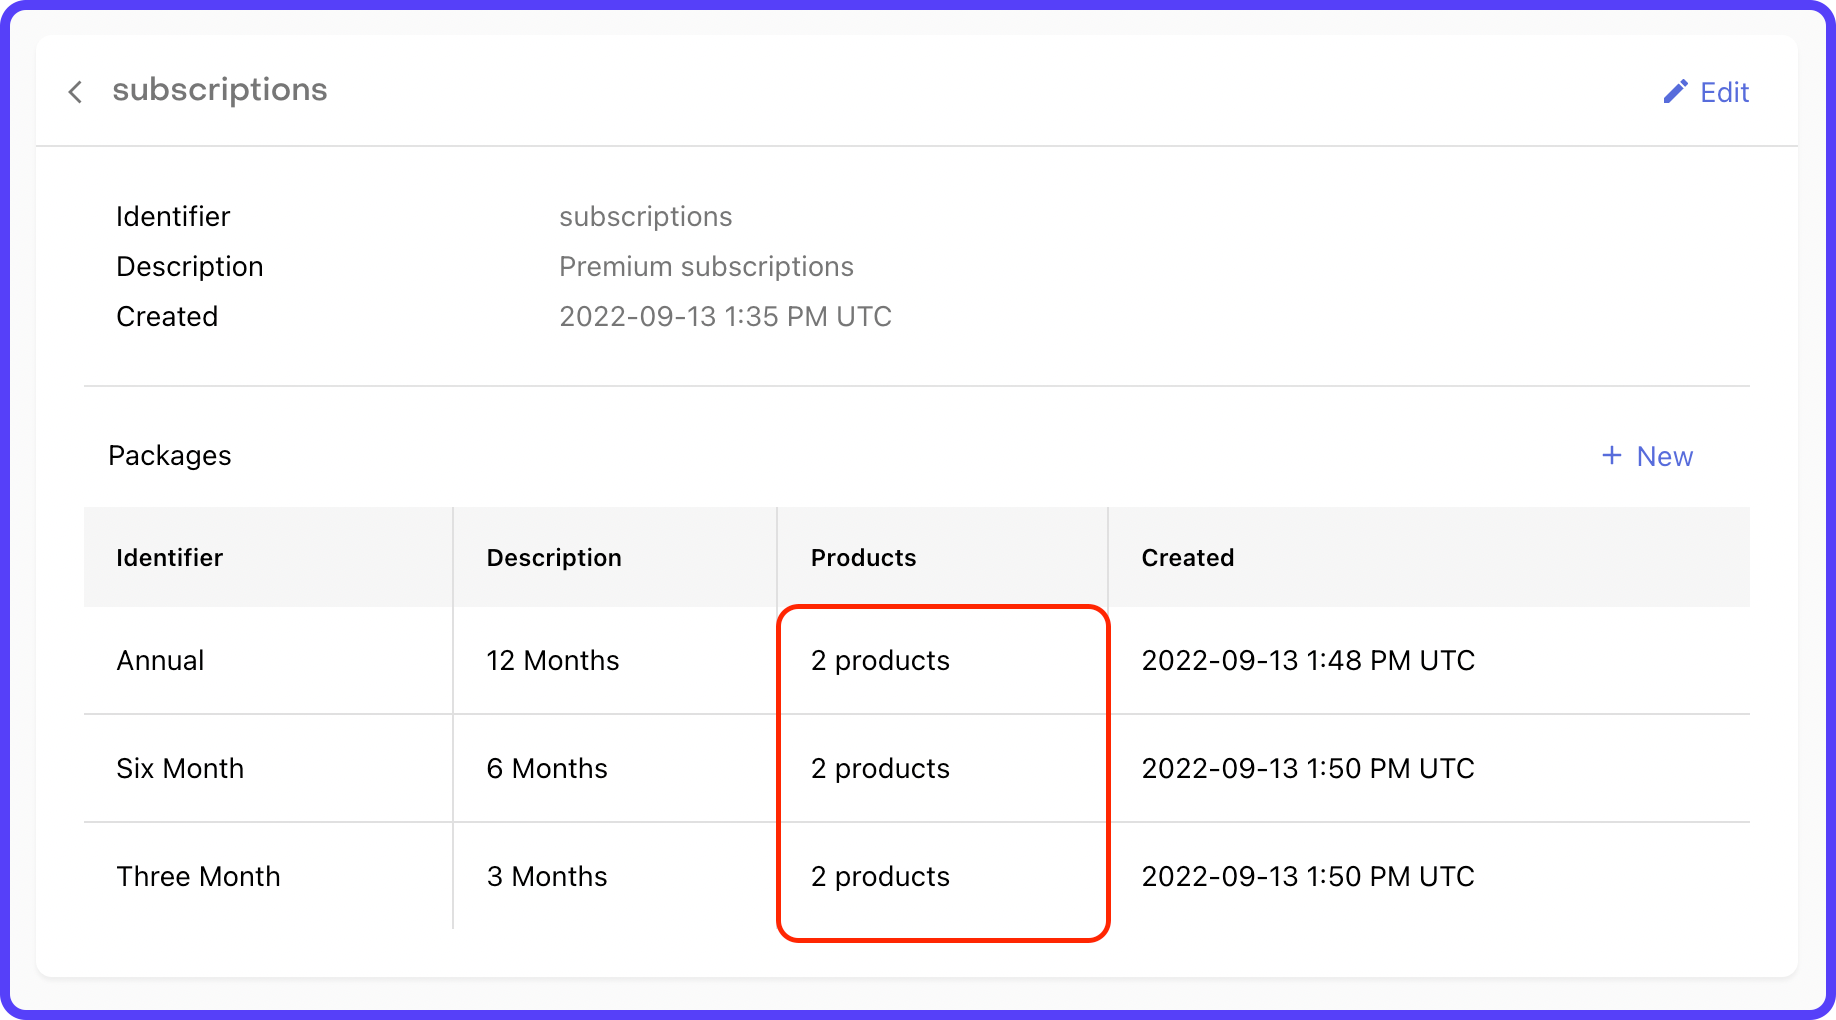 subscriptions
Edit
Identifier subscriptions
Description Premium subscriptions
Created 2022-09-13 1:35 PM UTC
Packages
+ New
Identifier Description Products Created
Annual 12 Months 2 products 2022-09-13 1:48 PM UTC
Six Month 6 Months 2 products 2022-09-13 1:50 PM UTC
Three Month 3 Months 2 products 2022-09-13 1:50 PM UTC